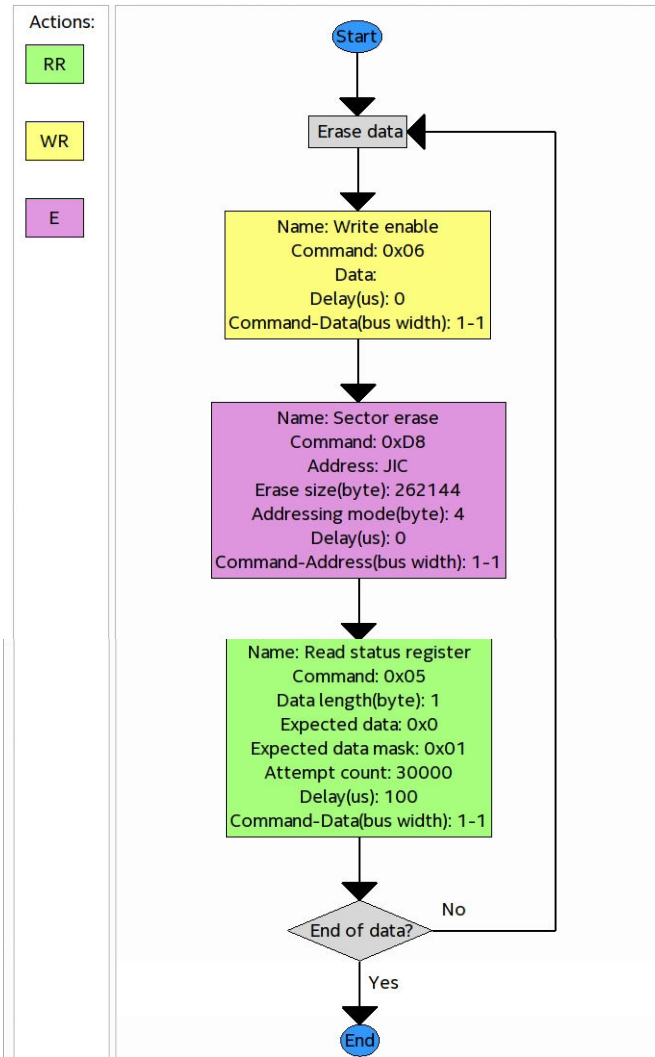 Actions:
RR
WR
E
Start
Erase data
Name: Write enable
Command: 0x06
Data:
Delay(us): 0
Command-Data(bus width): 1-1
Name: Sector erase
Command: 0xD8
Address: JIC
Erase size(byte): 262144
Addressing mode(byte): 4
Delay(us): 0
Command-Address(bus width): 1-1
Name: Read status register
Command: 0x05
Data length(byte): 1
Expected data: 0x0
Expected data mask: 0x01
Attempt count: 30000
Delay(us): 100
Command-Data(bus width): 1-1
End of data?
No
Yes
End